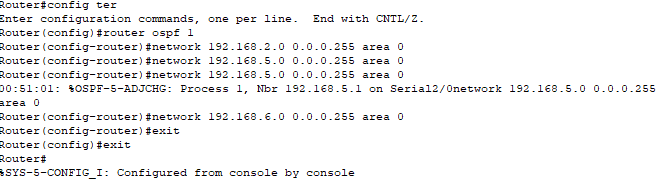 Router#config ter
Enter configuration commands, one per line.  End with CNTL/Z.
Router(config)#router ospf 1
Router(config-router)#network 192.168.2.0 0.0.0.255 area 0
Router(config-router)#network 192.168.5.0 0.0.0.255 area 0
Router(config-router)#network 192.168.5.0 0.0.0.255 area 0
00:51:01: %OSPF-5-ADJCHG: Process 1, Nbr 192.168.5.1 on Serial2/0network 192.168.5.0 0.0.0.255
area 0
Router(config-router)#network 192.168.6.0 0.0.0.255 area 0
Router(config-router)#exit
Router(config)#exit
Router#
%SYS-5-CONFIG_I: Configured from console by console